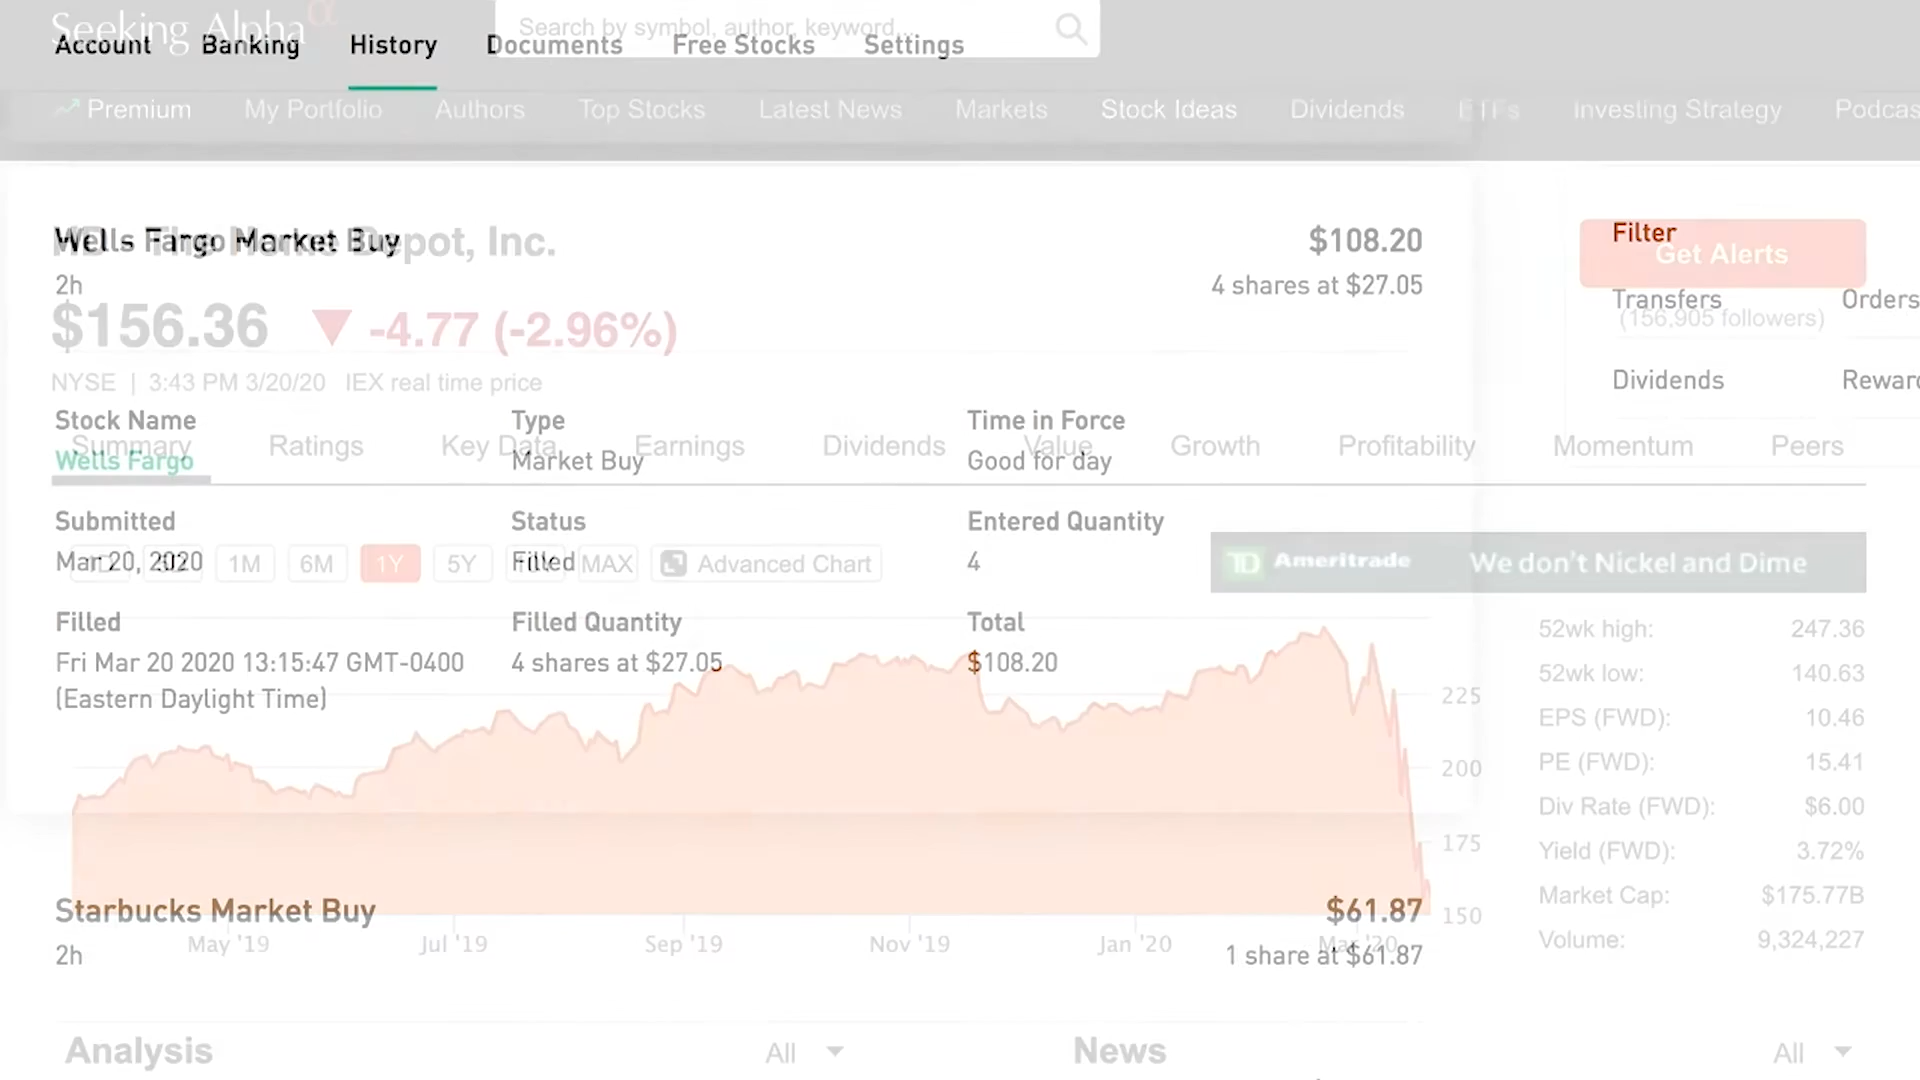 Seeking Alpha α
Search by symbol, author, keyword...
Account Banking History Documents Free Stocks Settings
Premium My Portfolio Authors Top Stocks Latest News Markets Stock Ideas Dividends ETFs Investing Strategy Podcas
Wells Fargo Market Buy
$108.20
2h
4 shares at $27.05
HD The Home Depot, Inc.
$156.36 ▼ -4.77 (-2.96%)
NYSE | 3:43 PM 3/20/20 IEX real time price
Filter
Get Alerts
(156,905 followers)
Transfers Orders
Dividends Reward
Summary Ratings Key Data Earnings Dividends Value Growth Profitability Momentum Peers
Stock Name Type Time in Force
Wells Fargo Market Buy Good for day
Submitted Status Entered Quantity
Mar 20, 2020 Filled 4
1M 6M 1Y 5Y MAX Advanced Chart
TD Ameritrade We don't Nickel and Dime
Filled Filled Quantity Total
Fri Mar 20 2020 13:15:47 GMT-0400 4 shares at $27.05 $108.20
(Eastern Daylight Time)
225
200
175
150
May '19 Jul '19 Sep '19 Nov '19 Jan '20 Mar '20
52wk high: 247.36
52wk low: 140.63
EPS (FWD): 10.46
PE (FWD): 15.41
Div Rate (FWD): $6.00
Yield (FWD): 3.72%
Market Cap: $175.77B
Volume: 9,324,227
Starbucks Market Buy
$61.87
2h
1 share at $61.87
Analysis All
News All